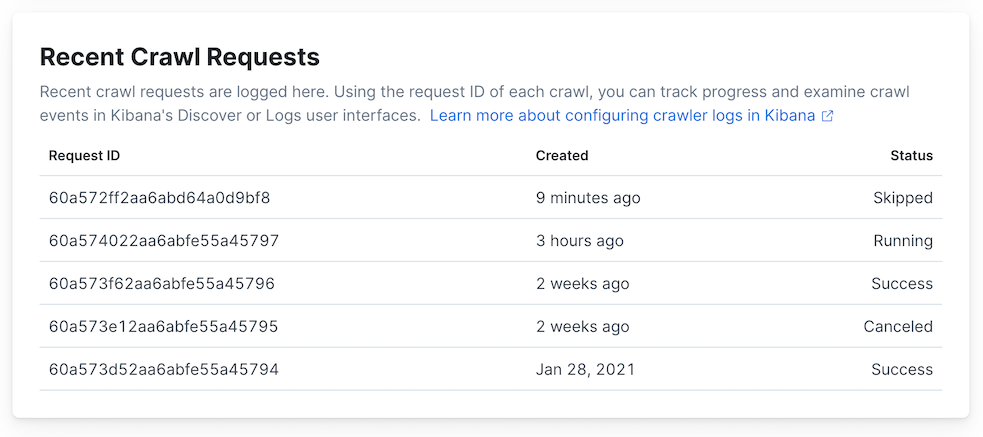 Recent Crawl Requests
Recent crawl requests are logged here. Using the request ID of each crawl, you can track progress and examine crawl
events in Kibana's Discover or Logs user interfaces. Learn more about configuring crawler logs in Kibana
Request ID Created Status
60a572ff2aa6abd64a0d9bf8 9 minutes ago Skipped
60a574022aa6abfe55a45797 3 hours ago Running
60a573f62aa6abfe55a45796 2 weeks ago Success
60a573e12aa6abfe55a45795 2 weeks ago Canceled
60a573d52aa6abfe55a45794 Jan 28, 2021 Success